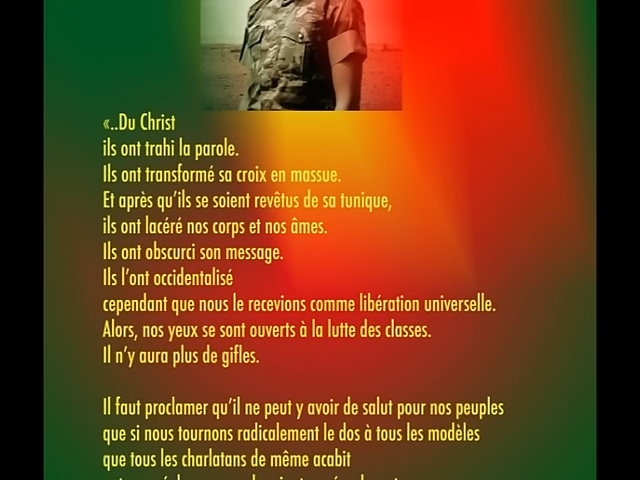 «..Du Christ
ils ont trahi la parole.
Ils ont transformé sa croix en massue.
Et après qu'ils se soient revêtus de sa tunique,
ils ont lacéré nos corps et nos âmes.
Ils ont obscurci son message.
Ils l'ont occidentalisé
cependant que nous le recevions comme libération universelle.
Alors, nos yeux se sont ouverts à la lutte des classes.
Il n'y aura plus de gifles.
Il faut proclamer qu'il ne peut y avoir de salut pour nos peuples
que si nous tournons radicalement le dos à tous les modèles
que tous les charlatans de même acabit